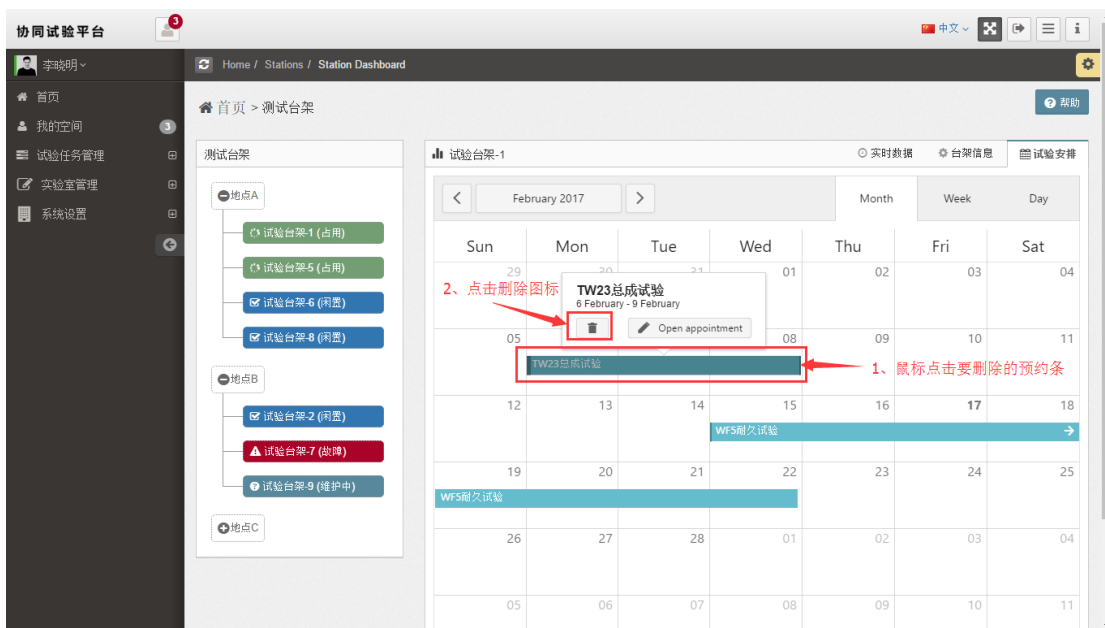 协同试验平台
3
中文
i
李晓明
Home / Stations / Station Dashboard
首页
首页 > 测试台架
帮助
我的空间
3
试验任务管理
实验室管理
系统设置
测试台架
试验台架-1
实时数据
台架信息
试验安排
地点A
试验台架-1 (占用)
试验台架-5 (占用)
试验台架-6 (闲置)
试验台架-8 (闲置)
地点B
试验台架-2 (闲置)
试验台架-7 (故障)
试验台架-9 (维护中)
地点C
February 2017
Month
Week
Day
Sun Mon Tue Wed Thu Fri Sat
29 30 31 01 02 03 04
2、点击删除图标
TW23总成试验
6 February - 9 February
Open appointment
05 08 09 10 11
TW23总成试验
1、鼠标点击要删除的预约条
12 13 14 15 16 17 18
WF5耐久试验
19 20 21 22 23 24 25
WF5耐久试验
26 27 28 01 02 03 04
05 06 07 08 09 10 11